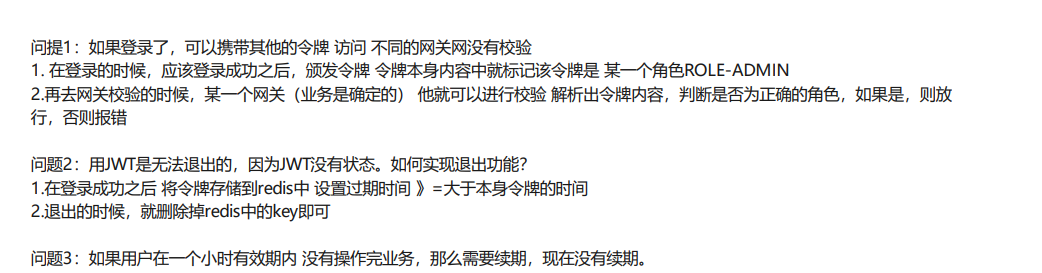 问提1：如果登录了，可以携带其他的令牌 访问 不同的网关网没有校验
1. 在登录的时候，应该登录成功之后，颁发令牌 令牌本身内容中就标记该令牌是 某一个角色ROLE-ADMIN
2.再去网关校验的时候，某一个网关（业务是确定的） 他就可以进行校验 解析出令牌内容，判断是否为正确的角色，如果是，则放
行，否则报错
问题2：用JWT是无法退出的，因为JWT没有状态。如何实现退出功能？
1.在登录成功之后 将令牌存储到redis中 设置过期时间 》=大于本身令牌的时间
2.退出的时候，就删除掉redis中的key即可
问题3：如果用户在一个小时有效期内 没有操作完业务，那么需要续期，现在没有续期。